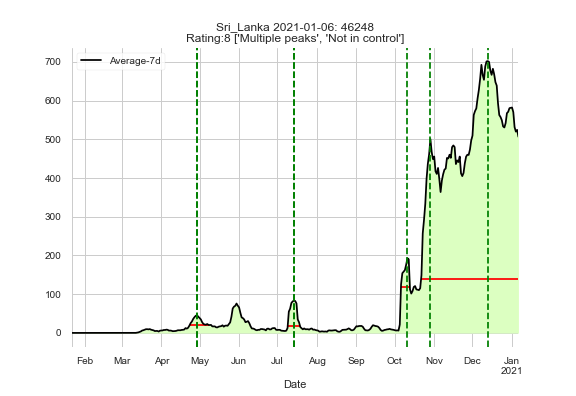 Sri_Lanka 2021-01-06: 46248
Rating:8 ['Multiple peaks', 'Not in control']
Average-7d
700
600
500
400
300
200
100
0
Feb Mar Apr May Jun Jul Aug Sep Oct Nov Dec Jan
2021
Date